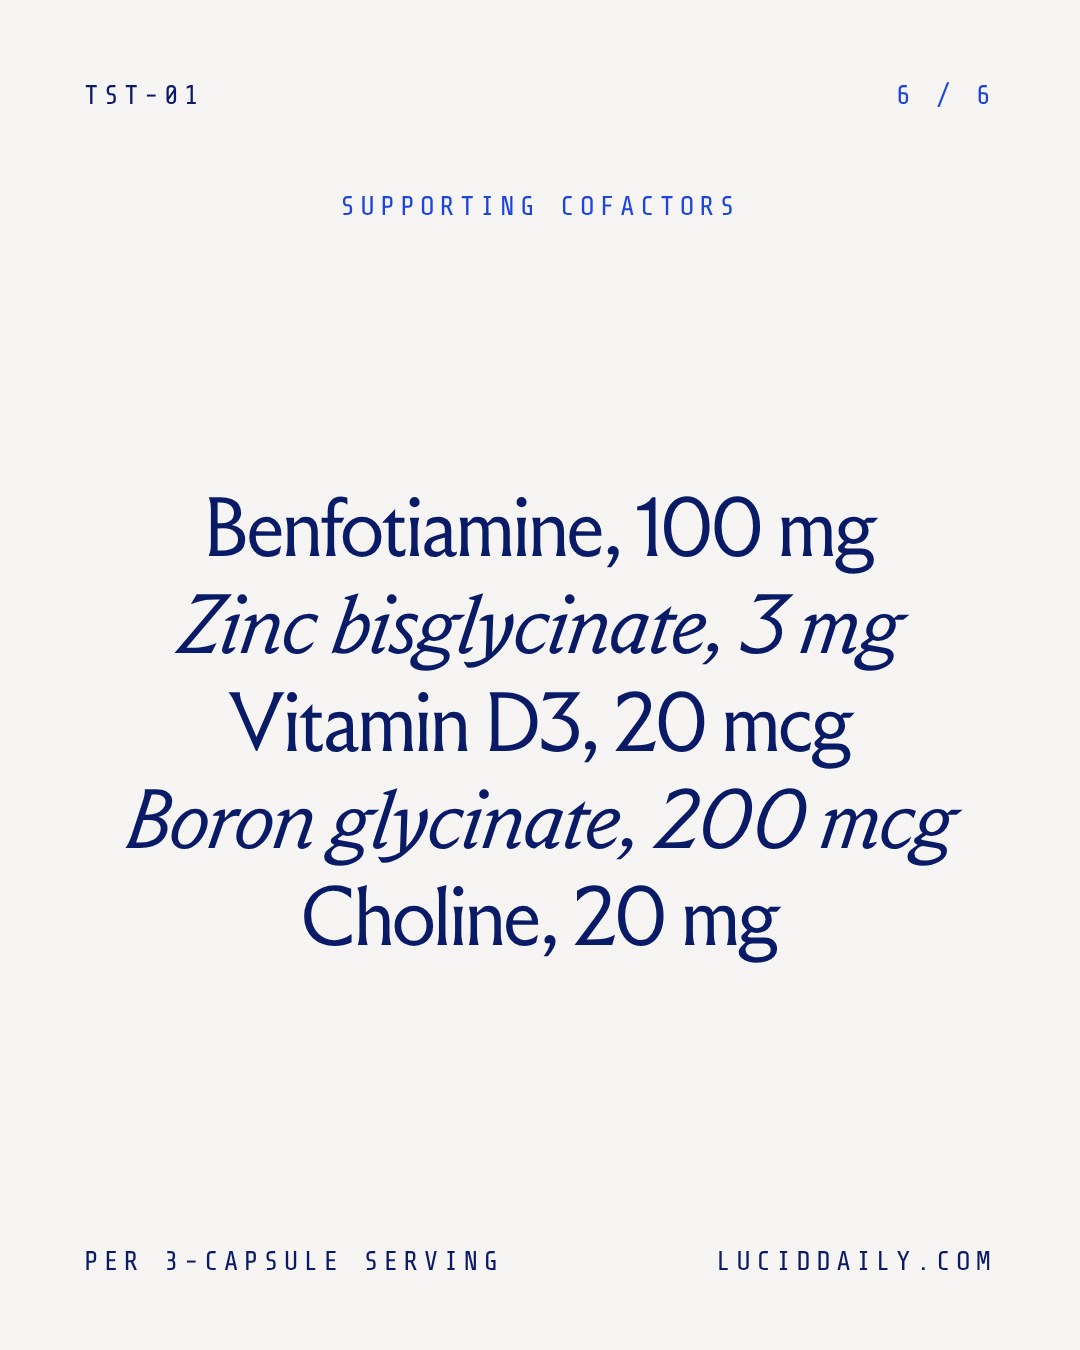 TST-01
6 / 6
SUPPORTING COFACTORS
Benfotiamine, 100 mg
Zinc bisglycinate, 3 mg
Vitamin D3, 20 mcg
Boron glycinate, 200 mcg
Choline, 20 mg
PER 3-CAPSULE SERVING
LUCIDDAILY.COM